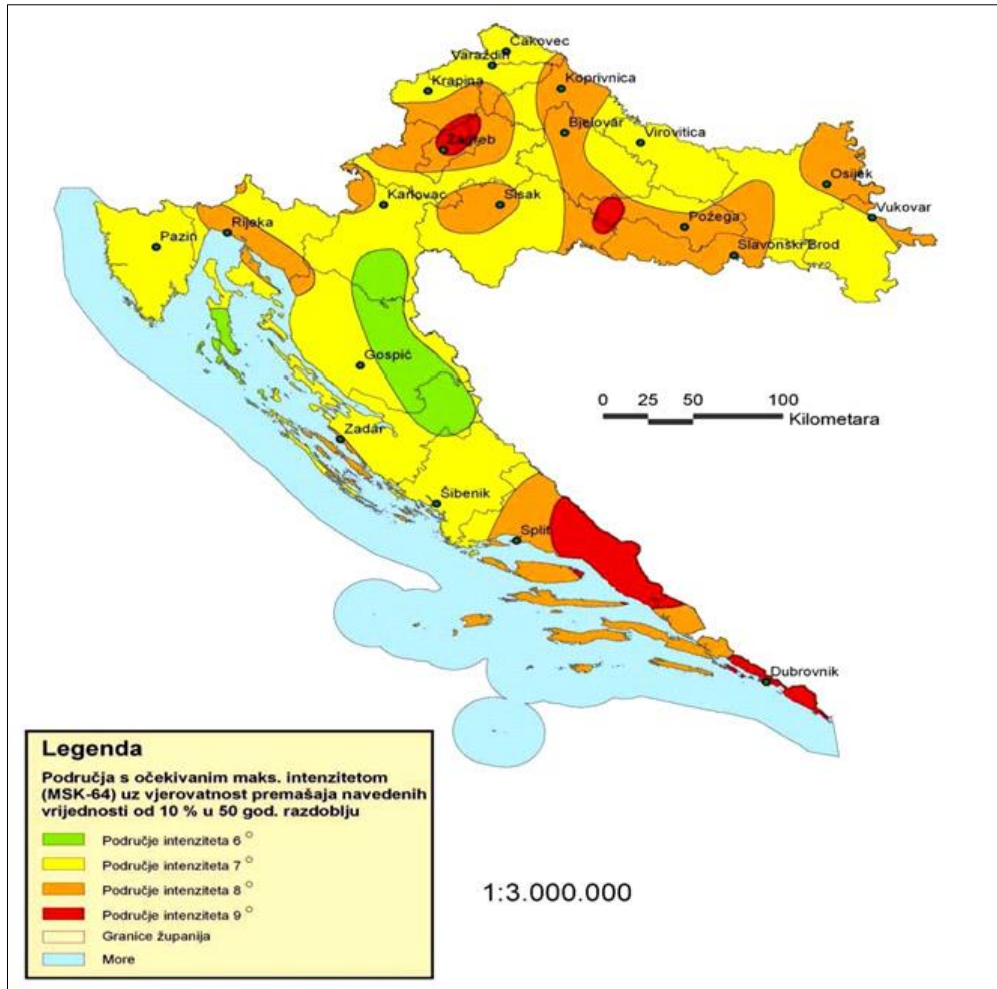 Čakovec
Varaždin
Krapina
Koprivnica
Bjelovar
Virovitica
Zagreb
Osijek
Karlovac
Sisak
Vukovar
Rijeka
Požega
Pazin
Slavonski Brod
Gospić
0 25 50 100
Kilometara
Zadar
Šibenik
Split
Dubrovnik
Legenda
Područja s očekivanim maks. intenzitetom
(MSK-64) uz vjerovatnost premašaja navedenih
vrijednosti od 10 % u 50 god. razdoblju
Područje intenziteta 6 °
Područje intenziteta 7 °
Područje intenziteta 8 °
Područje intenziteta 9 °
Granice županija
More
1:3.000.000